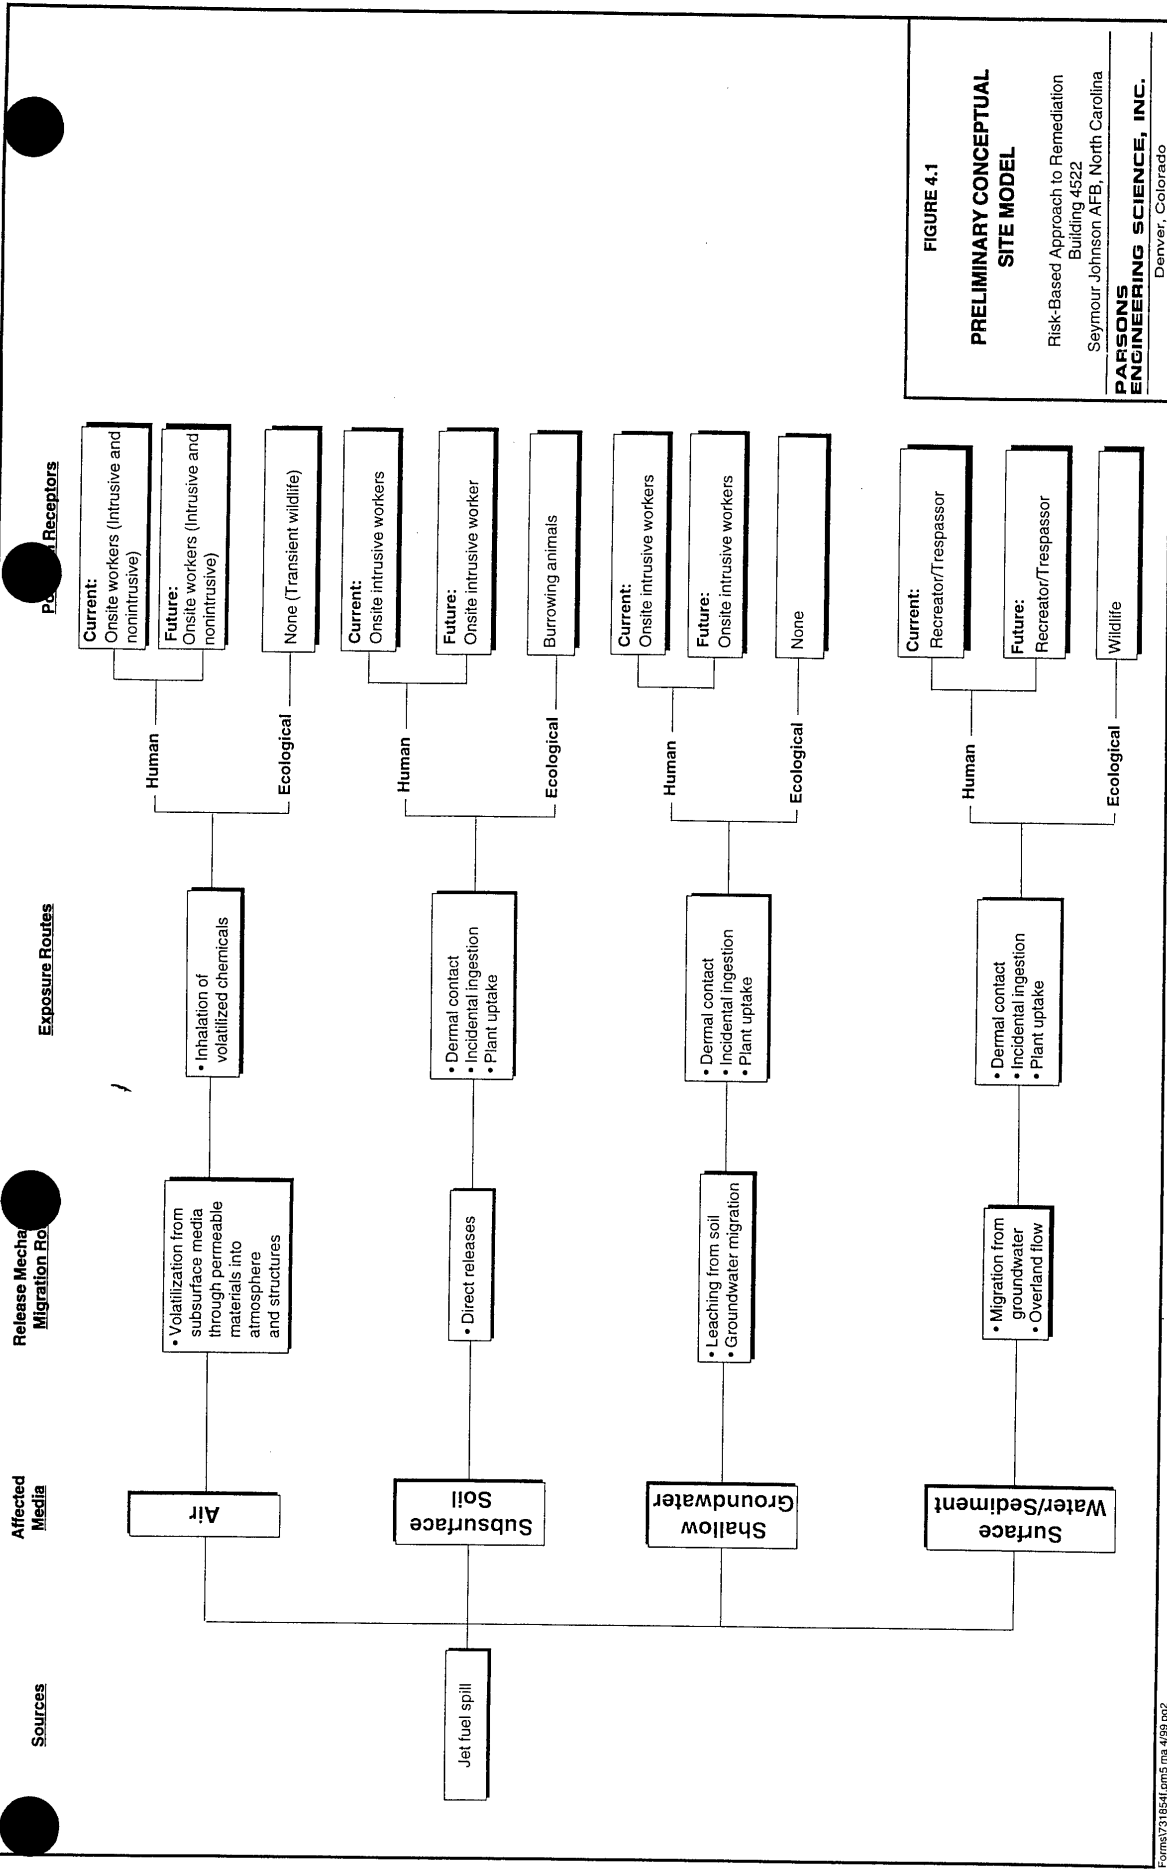 Sources
Affected
Media
Release Mecha
Migration Ro
Exposure Routes
Receptors
Jet fuel spill
Air
• Volatilization from
subsurface media
through permeable
materials into
atmosphere
and structures
• Inhalation of
volatilized chemicals
Human
Current:
Onsite workers (Intrusive and
nonintrusive)
Future:
Onsite workers (Intrusive and
nonintrusive)
Ecological
None (Transient wildlife)
Subsurface
Soil
• Direct releases
• Dermal contact
• Incidental ingestion
• Plant uptake
Human
Current:
Onsite intrusive workers
Future:
Onsite intrusive worker
Ecological
Burrowing animals
Shallow
Groundwater
• Leaching from soil
• Groundwater migration
• Dermal contact
• Incidental ingestion
• Plant uptake
Human
Current:
Onsite intrusive workers
Future:
Onsite intrusive workers
Ecological
None
Surface
Water/Sediment
• Migration from
groundwater
• Overland flow
• Dermal contact
• Incidental ingestion
• Plant uptake
Human
Current:
Recreator/Trespassor
Future:
Recreator/Trespassor
Ecological
Wildlife
FIGURE 4.1
PRELIMINARY CONCEPTUAL
SITE MODEL
Risk-Based Approach to Remediation
Building 4522
Seymour Johnson AFB, North Carolina
PARSONS
ENGINEERING SCIENCE, INC.
Denver, Colorado
Forms\731854f.pm5 ma 4/99 pg2